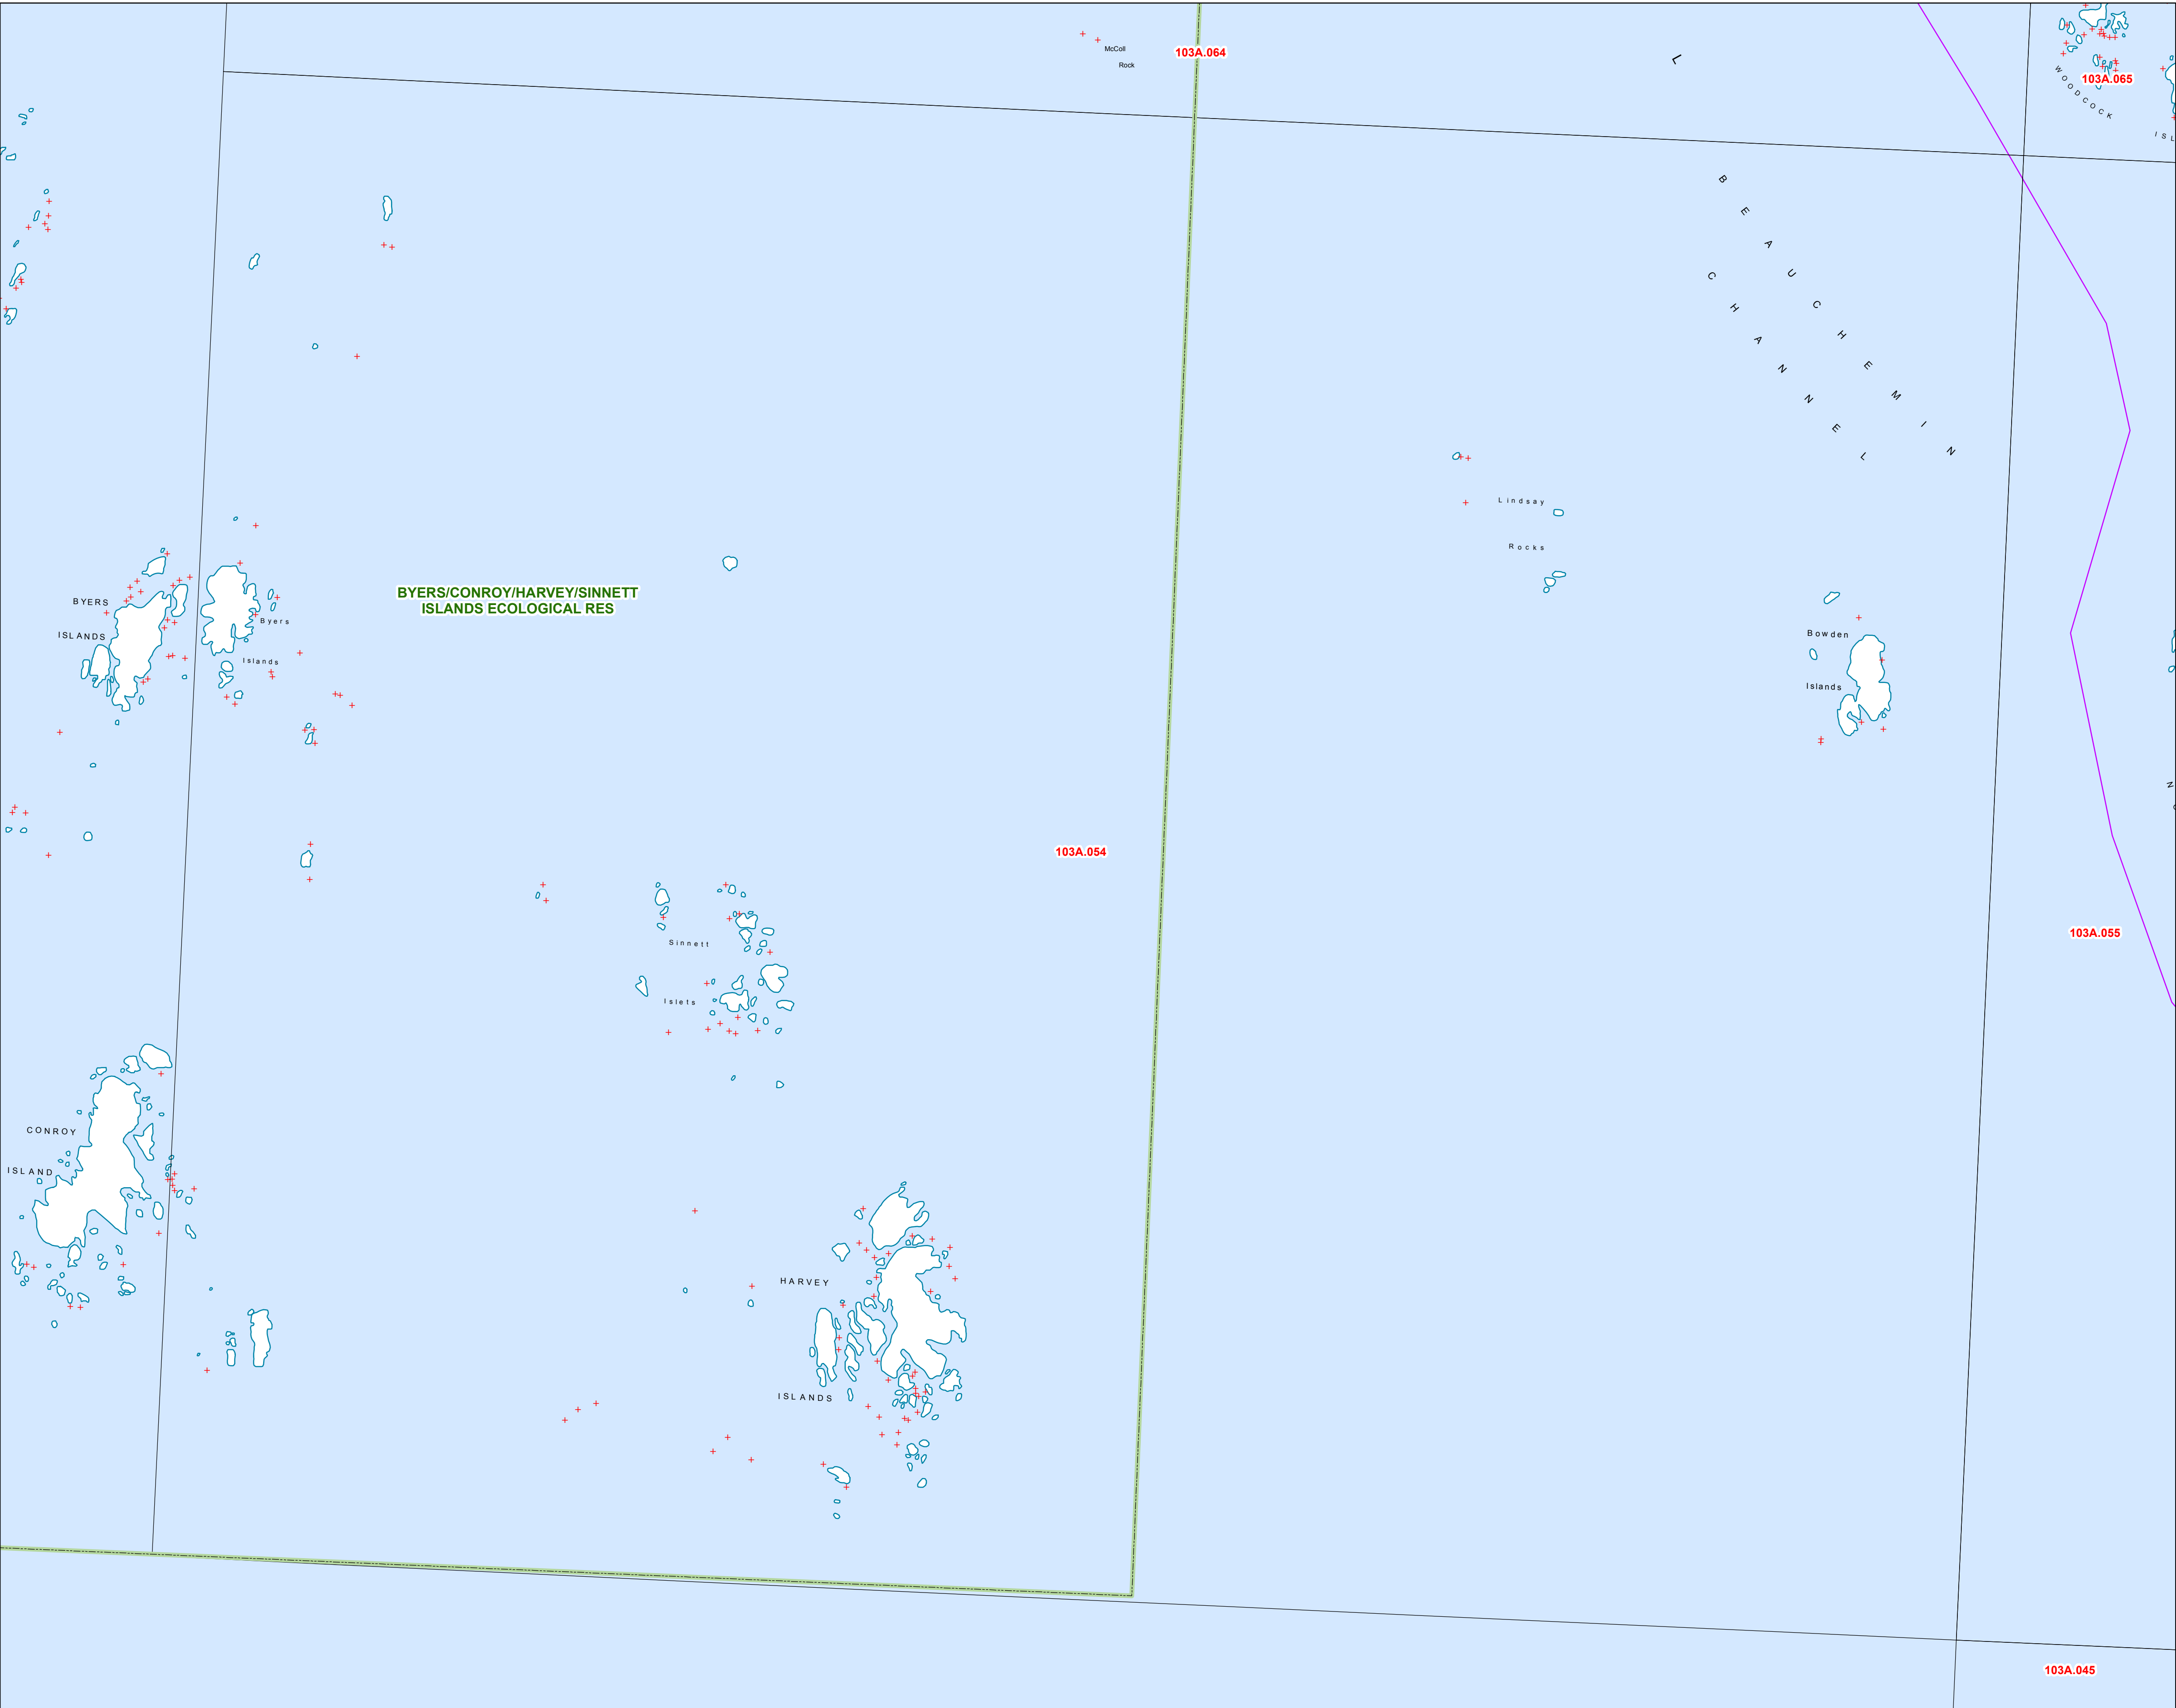 McColl
Rock
103A.064
L
103A.065
WOODCOCK
ISL
BEAUCHEMIN
CHANNEL
Lindsay
Rocks
BYERS
ISLANDS
Byers
Islands
BYERS/CONROY/HARVEY/SINNETT
ISLANDS ECOLOGICAL RES
Bowden
Islands
103A.054
103A.055
Sinnett
Islets
CONROY
ISLAND
HARVEY
ISLANDS
103A.045